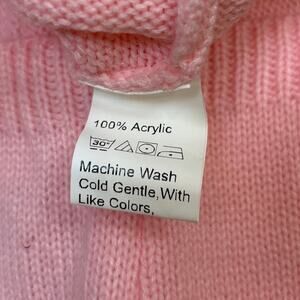 100% Acrylic
30°
Machine Wash
Cold Gentle,With
Like Colors,